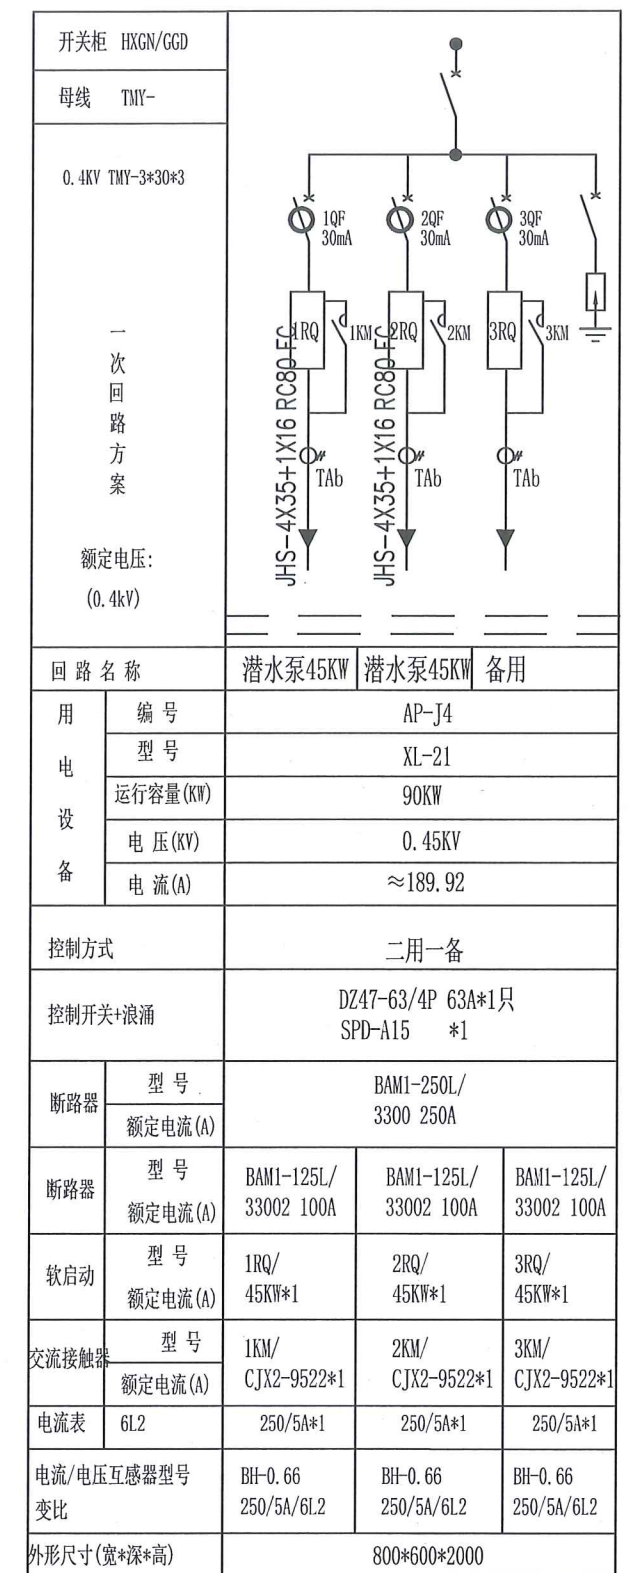 开关柜 HXGN/GGD
母线 TMY-
0.4KV TMY-3*30*3
一次回路方案
额定电压:
(0.4kV)
1QF
30mA
2QF
30mA
3QF
30mA
1RQ
1KM
2RQ
2KM
3RQ
3KM
JHS-4X35+1X16 RC80 FC
JHS-4X35+1X16 RC80 FC
TAb
TAb
TAb
回路名称 潜水泵45KW 潜水泵45KW 备用
用电设备
编号 AP-J4
型号 XL-21
运行容量(KW) 90KW
电压(KV) 0.45KV
电流(A) ≈189.92
控制方式 二用一备
控制开关+浪涌 DZ47-63/4P 63A*1只
SPD-A15 *1
断路器 型号 BAM1-250L/
额定电流(A) 3300 250A
断路器 型号 BAM1-125L/ BAM1-125L/ BAM1-125L/
额定电流(A) 33002 100A 33002 100A 33002 100A
软启动 型号 1RQ/ 2RQ/ 3RQ/
额定电流(A) 45KW*1 45KW*1 45KW*1
交流接触器 型号 1KM/ 2KM/ 3KM/
额定电流(A) CJX2-9522*1 CJX2-9522*1 CJX2-9522*1
电流表 6L2 250/5A*1 250/5A*1 250/5A*1
电流/电压互感器型号 BH-0.66 BH-0.66 BH-0.66
变比 250/5A/6L2 250/5A/6L2 250/5A/6L2
外形尺寸(宽*深*高) 800*600*2000